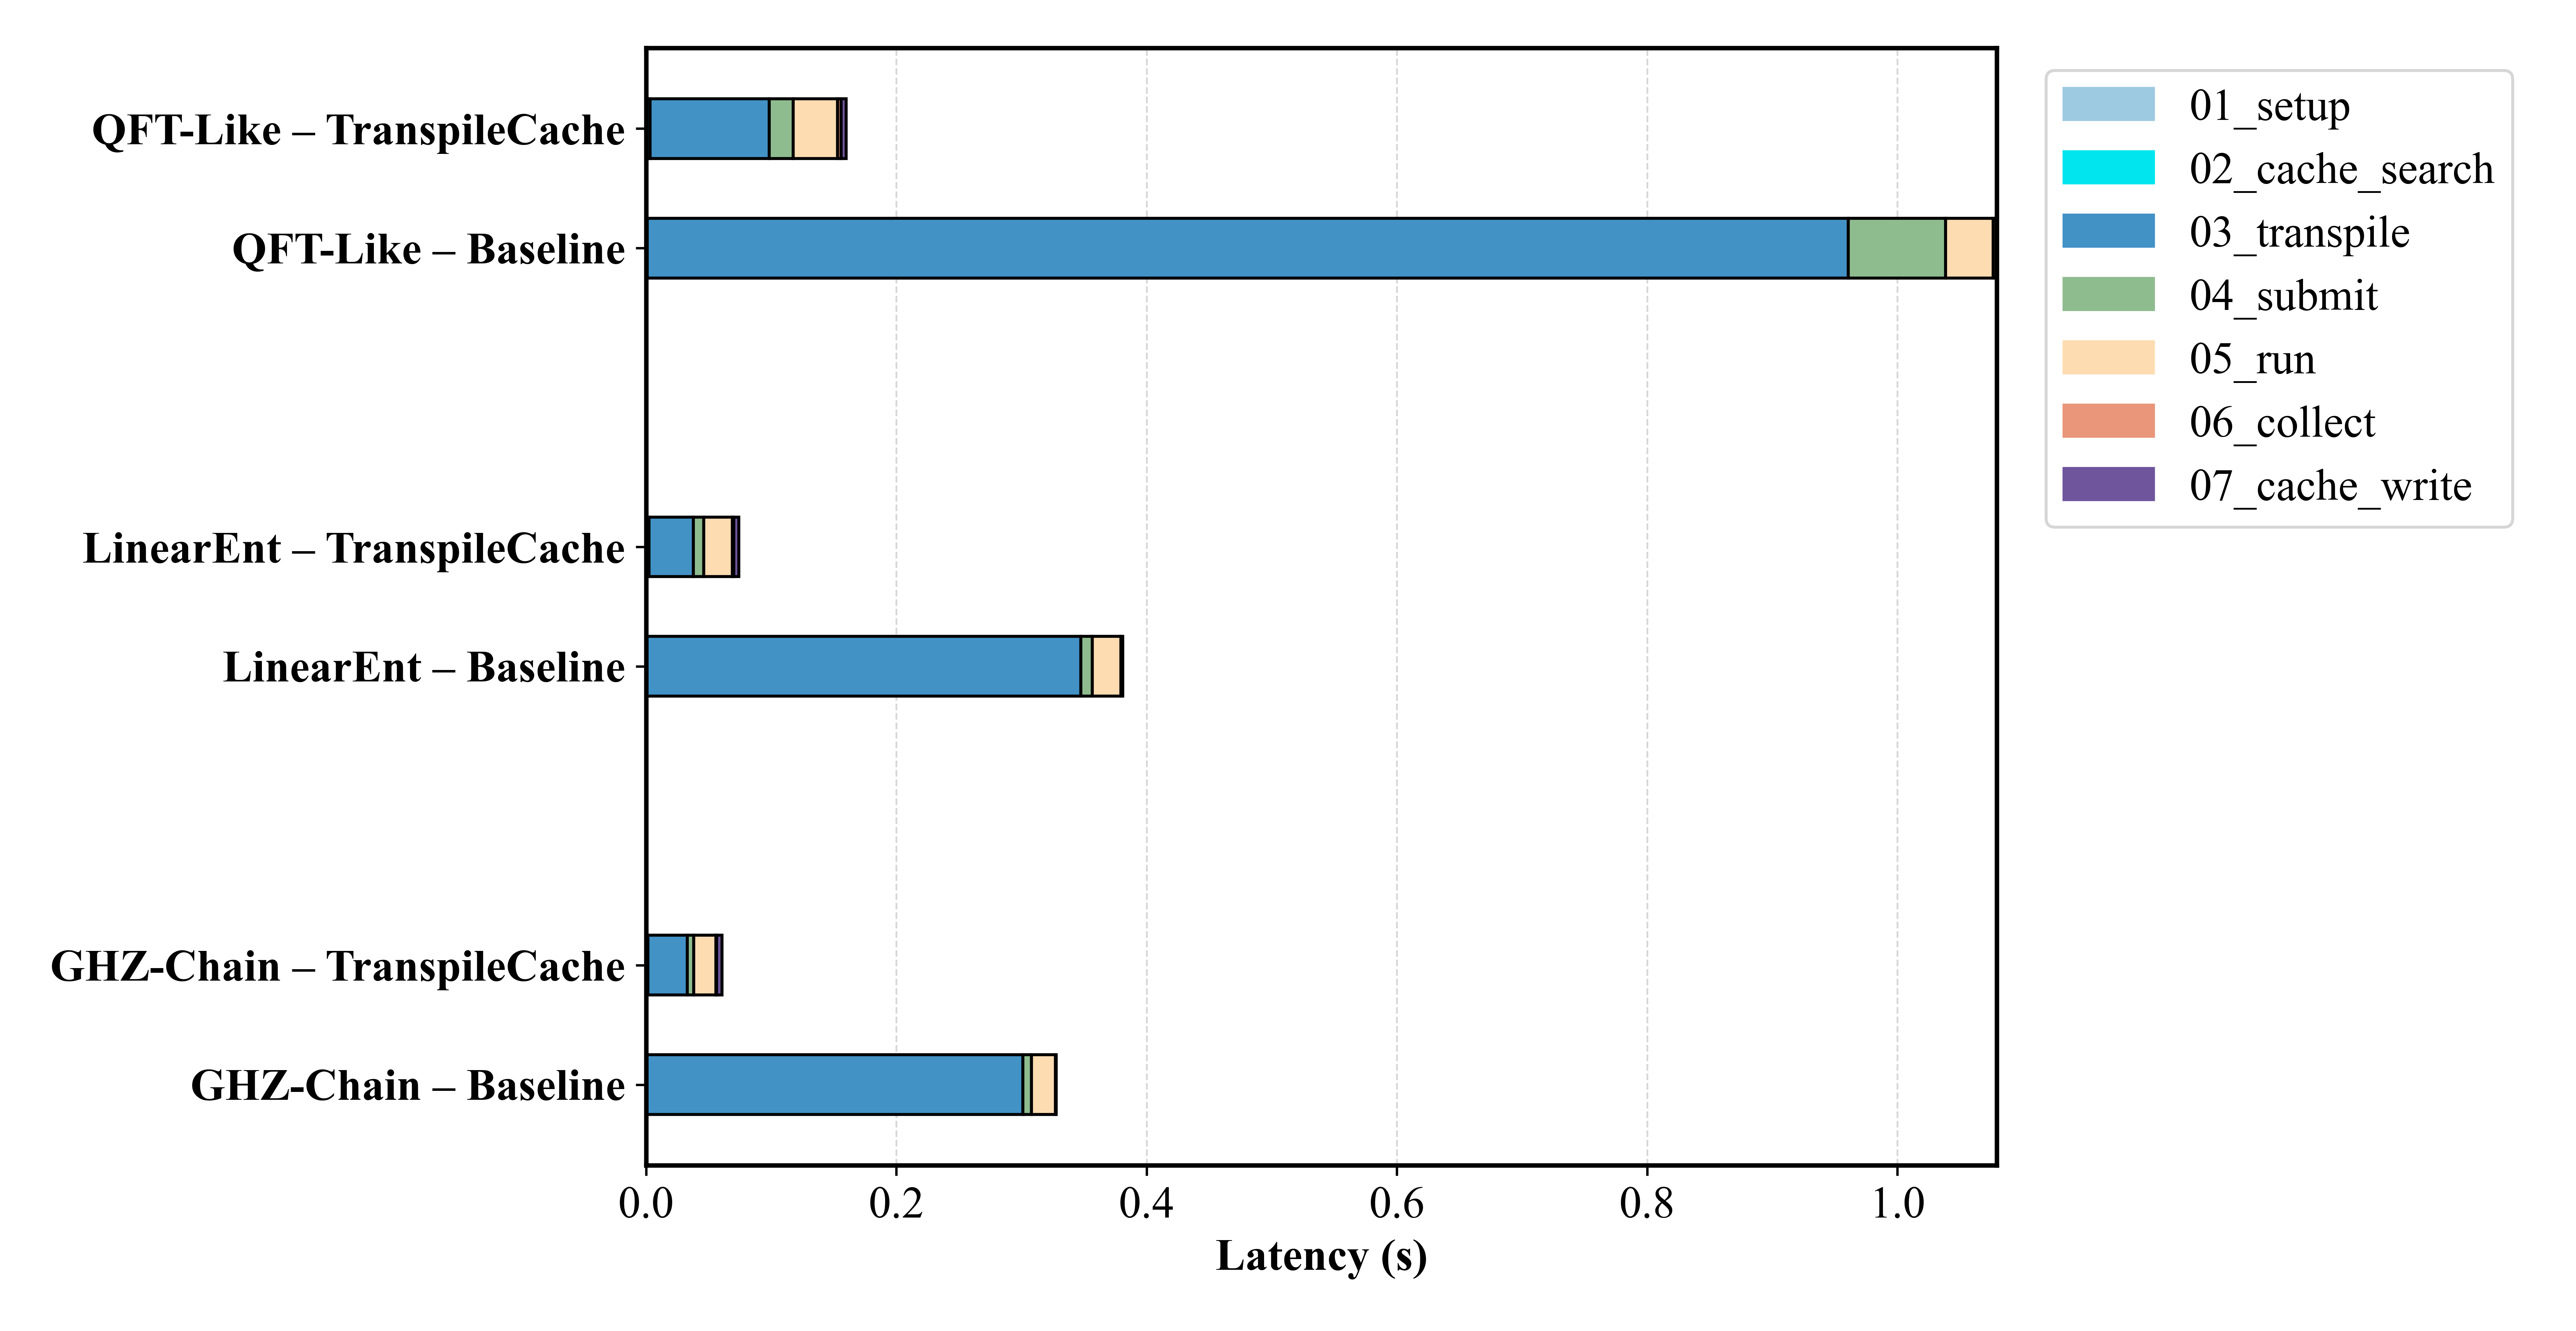 QFT-Like – TranspileCache
QFT-Like – Baseline
LinearEnt – TranspileCache
LinearEnt – Baseline
GHZ-Chain – TranspileCache
GHZ-Chain – Baseline
0.0 0.2 0.4 0.6 0.8 1.0
Latency (s)
01_setup
02_cache_search
03_transpile
04_submit
05_run
06_collect
07_cache_write